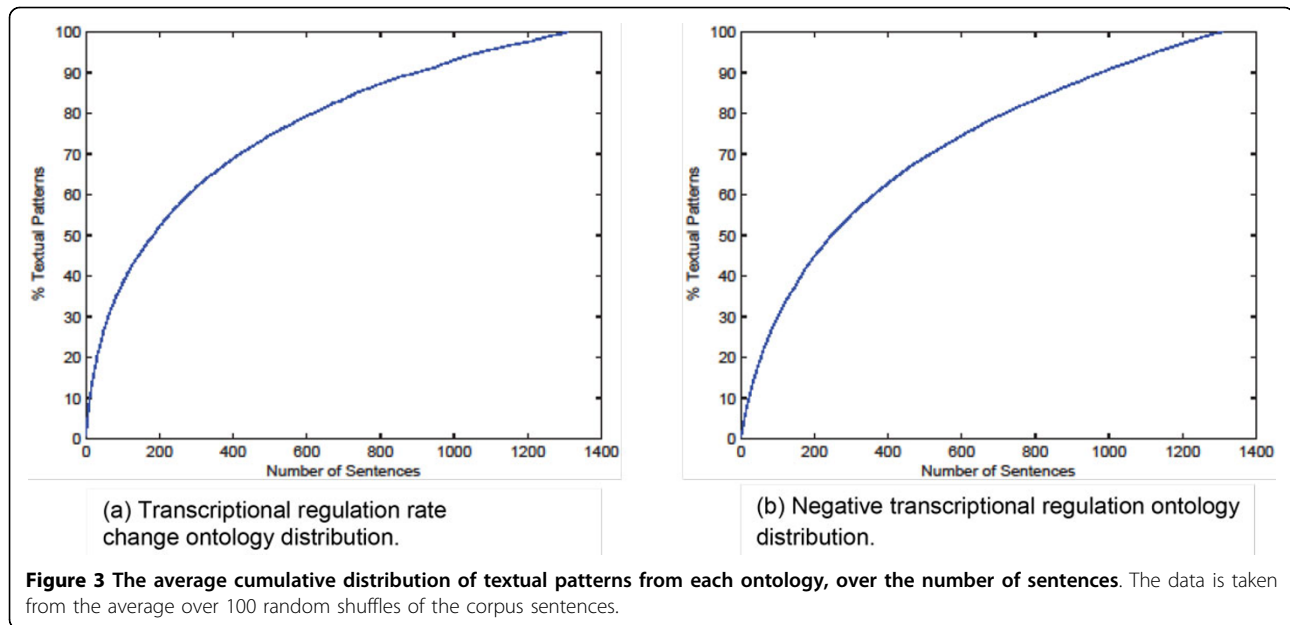 100
90
80
70
60
50
40
30
20
10
0
% Textual Patterns
0 200 400 600 800 1000 1200 1400
Number of Sentences
(a) Transcriptional regulation rate
change ontology distribution.
100
90
80
70
60
50
40
30
20
10
0
% Textual Patterns
0 200 400 600 800 1000 1200 1400
Number of Sentences
(b) Negative transcriptional regulation ontology
distribution.
Figure 3 The average cumulative distribution of textual patterns from each ontology, over the number of sentences. The data is taken
from the average over 100 random shuffles of the corpus sentences.